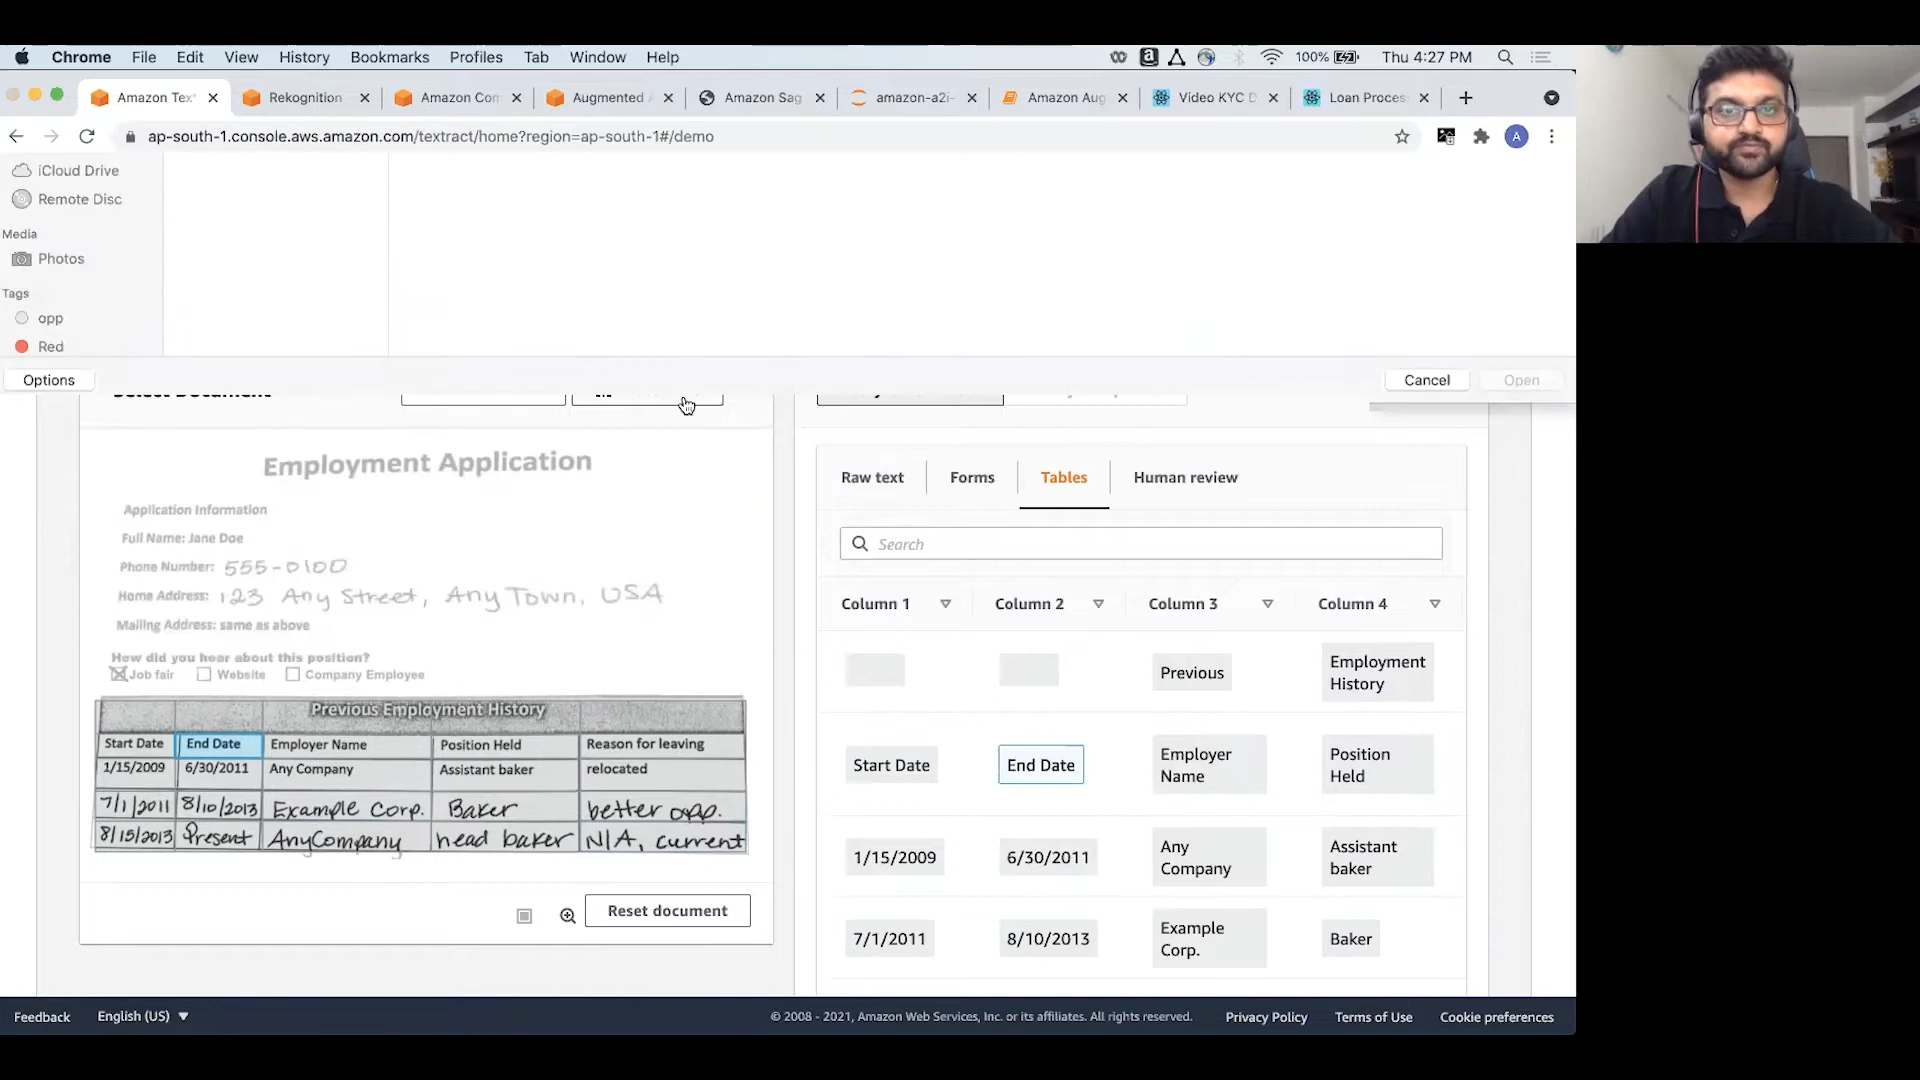 Chrome File Edit View History Bookmarks Profiles Tab Window Help 100% Thu 4:27 PM
Amazon Tex Rekognition Amazon Com Augmented A Amazon Sag amazon-a2i- Amazon Aug Video KYC D Loan Proces
ap-south-1.console.aws.amazon.com/textract/home?region=ap-south-1#/demo A
iCloud Drive
Remote Disc
Media
Photos
Tags
opp
Red
Options Cancel Open
Select Document
Employment Application
Application Information
Full Name: Jane Doe
Phone Number: 555-0100
Home Address: 123 Any Street, Any Town, USA
Mailing Address: same as above
How did you hear about this position?
Job fair Website Company Employee
Previous Employment History
Start Date End Date Employer Name Position Held Reason for leaving
1/15/2009 6/30/2011 Any Company Assistant baker relocated
7/1/2011 8/10/2013 Example Corp. Baker better opp.
8/15/2013 Present AnyCompany head baker N/A, current
Reset document
Raw text Forms Tables Human review
Search
Column 1 Column 2 Column 3 Column 4
Previous Employment History
Start Date End Date Employer Name Position Held
1/15/2009 6/30/2011 Any Company Assistant baker
7/1/2011 8/10/2013 Example Corp. Baker
Feedback English (US) © 2008 - 2021, Amazon Web Services, Inc. or its affiliates. All rights reserved. Privacy Policy Terms of Use Cookie preferences